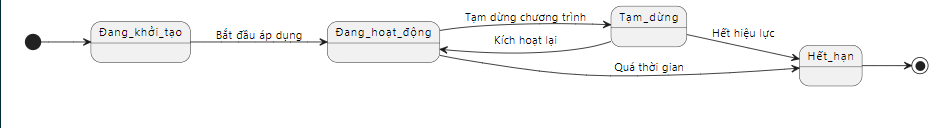 Đang_khởi_tạo
Bắt đầu áp dụng
Đang_hoạt_động
Tạm dừng chương trình
Kích hoạt lại
Tạm_dừng
Hết hiệu lực
Quá thời gian
Hết_hạn